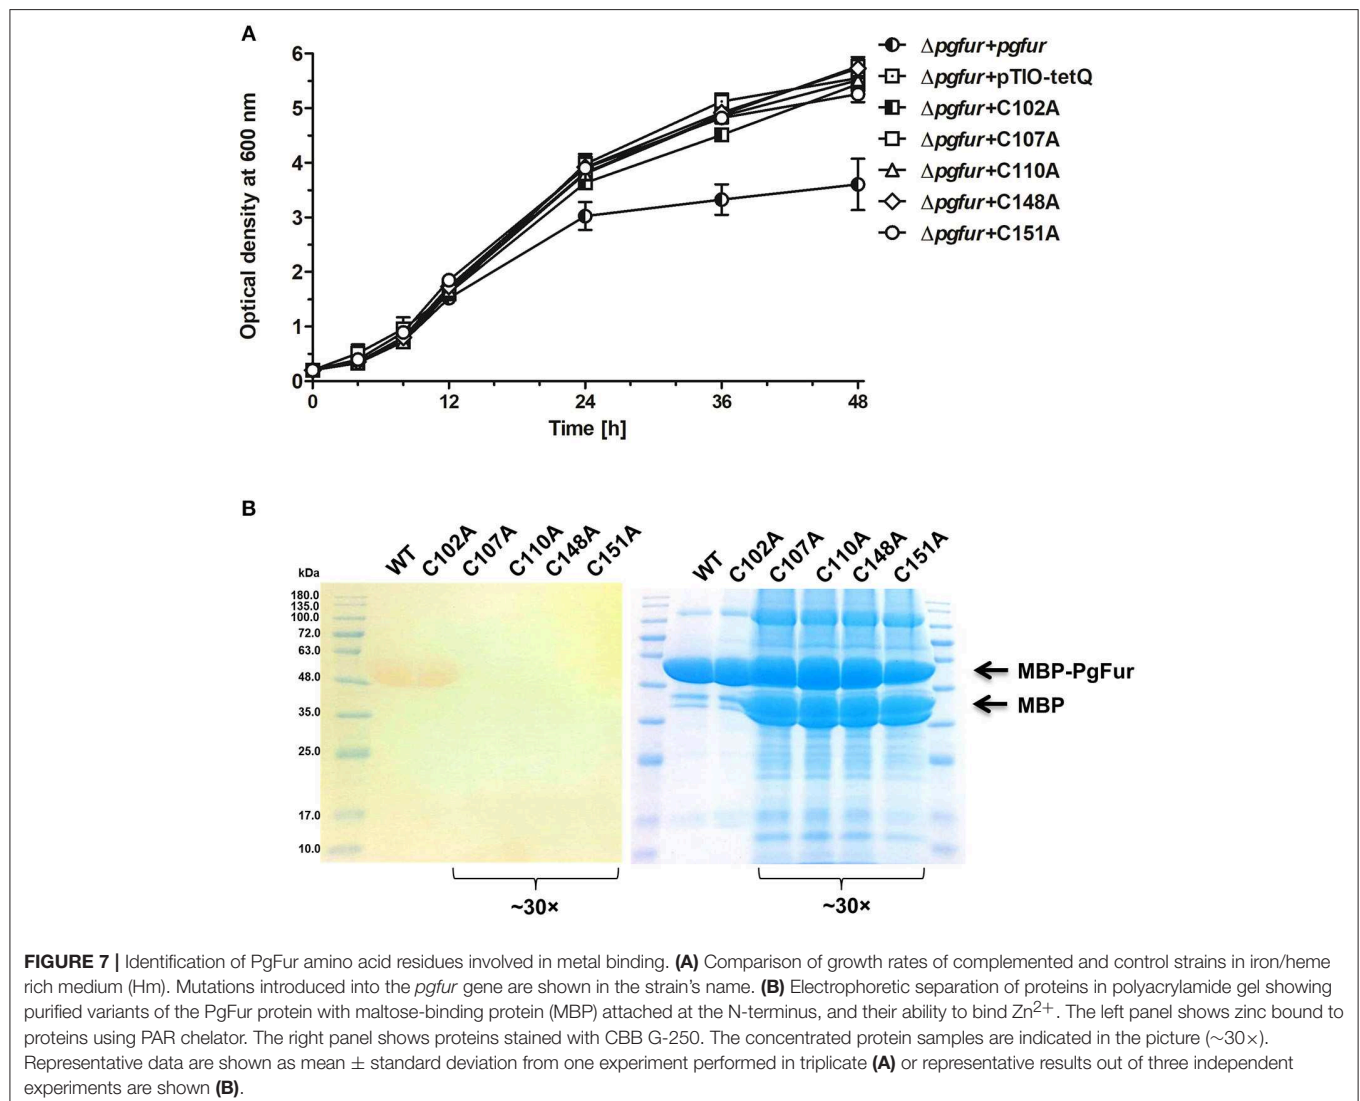 A
Optical density at 600 nm
6
5
4
3
2
1
0
0 12 24 36 48
Time [h]
Δpgfur+pgfur
Δpgfur+pTIO-tetQ
Δpgfur+C102A
Δpgfur+C107A
Δpgfur+C110A
Δpgfur+C148A
Δpgfur+C151A
B
kDa
180.0
135.0
100.0
72.0
63.0
48.0
35.0
25.0
17.0
10.0
WT C102A C107A C110A C148A C151A
WT C102A C107A C110A C148A C151A
MBP-PgFur
MBP
~30×
~30×
FIGURE 7 | Identification of PgFur amino acid residues involved in metal binding. (A) Comparison of growth rates of complemented and control strains in iron/heme
rich medium (Hm). Mutations introduced into the pgfur gene are shown in the strain's name. (B) Electrophoretic separation of proteins in polyacrylamide gel showing
purified variants of the PgFur protein with maltose-binding protein (MBP) attached at the N-terminus, and their ability to bind Zn²⁺. The left panel shows zinc bound to
proteins using PAR chelator. The right panel shows proteins stained with CBB G-250. The concentrated protein samples are indicated in the picture (~30×).
Representative data are shown as mean ± standard deviation from one experiment performed in triplicate (A) or representative results out of three independent
experiments are shown (B).